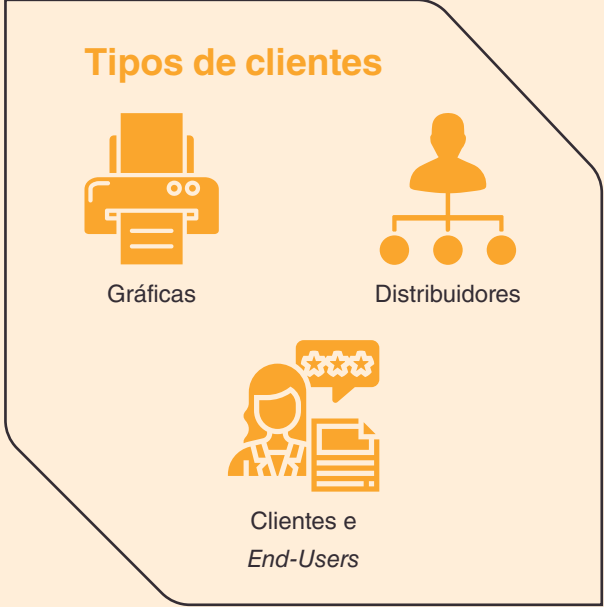 Tipos de clientes
Gráficas
Distribuidores
Clientes e
End-Users